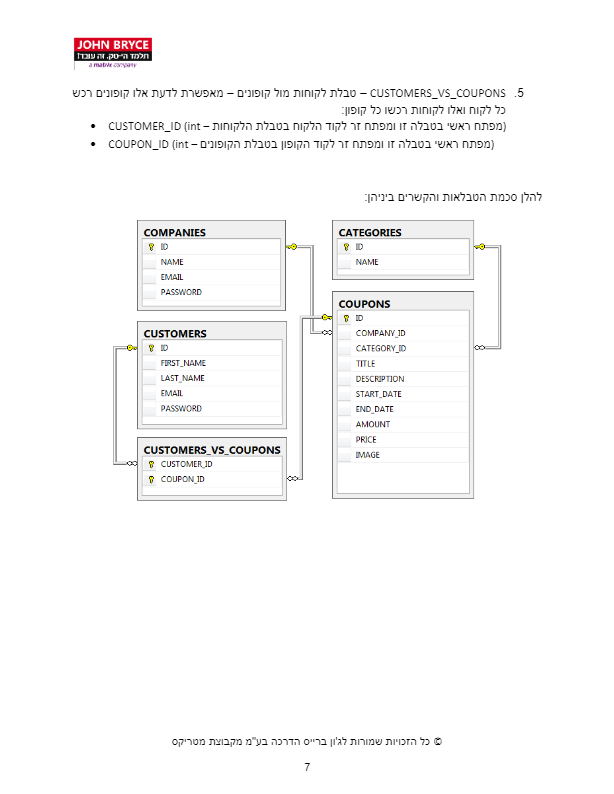 JOHN BRYCE
תלמד הי-טק. זה עובד!
a matrix company
5. CUSTOMERS_VS_COUPONS – טבלת לקוחות מול קופונים – מאפשרת לדעת אלו קופונים רכש
כל לקוח ואלו לקוחות רכשו כל קופון:
• CUSTOMER_ID (int – מפתח ראשי בטבלה זו ומפתח זר לקוד הלקוח בטבלת הלקוחות)
• COUPON_ID (int – מפתח ראשי בטבלה זו ומפתח זר לקוד הקופון בטבלת הקופונים)
להלן סכמת הטבלאות והקשרים ביניהן:
COMPANIES
ID
NAME
EMAIL
PASSWORD
CATEGORIES
ID
NAME
CUSTOMERS
ID
FIRST_NAME
LAST_NAME
EMAIL
PASSWORD
COUPONS
ID
COMPANY_ID
CATEGORY_ID
TITLE
DESCRIPTION
START_DATE
END_DATE
AMOUNT
PRICE
IMAGE
CUSTOMERS_VS_COUPONS
CUSTOMER_ID
COUPON_ID
© כל הזכויות שמורות לג'ון ברייס הדרכה בע"מ מקבוצת מטריקס
7